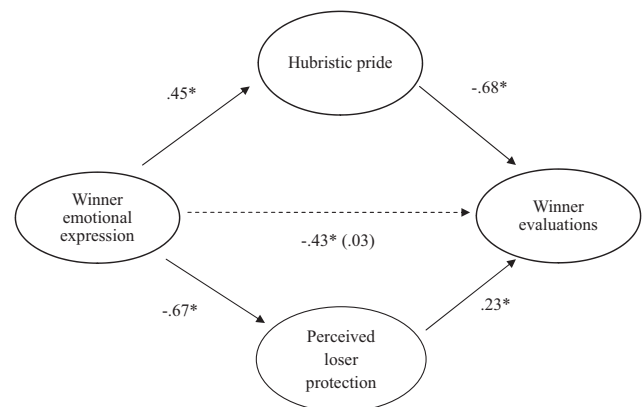 Hubristic pride
.45*
-.68*
Winner
emotional
expression
Winner
evaluations
-.43* (.03)
-.67*
.23*
Perceived
loser
protection